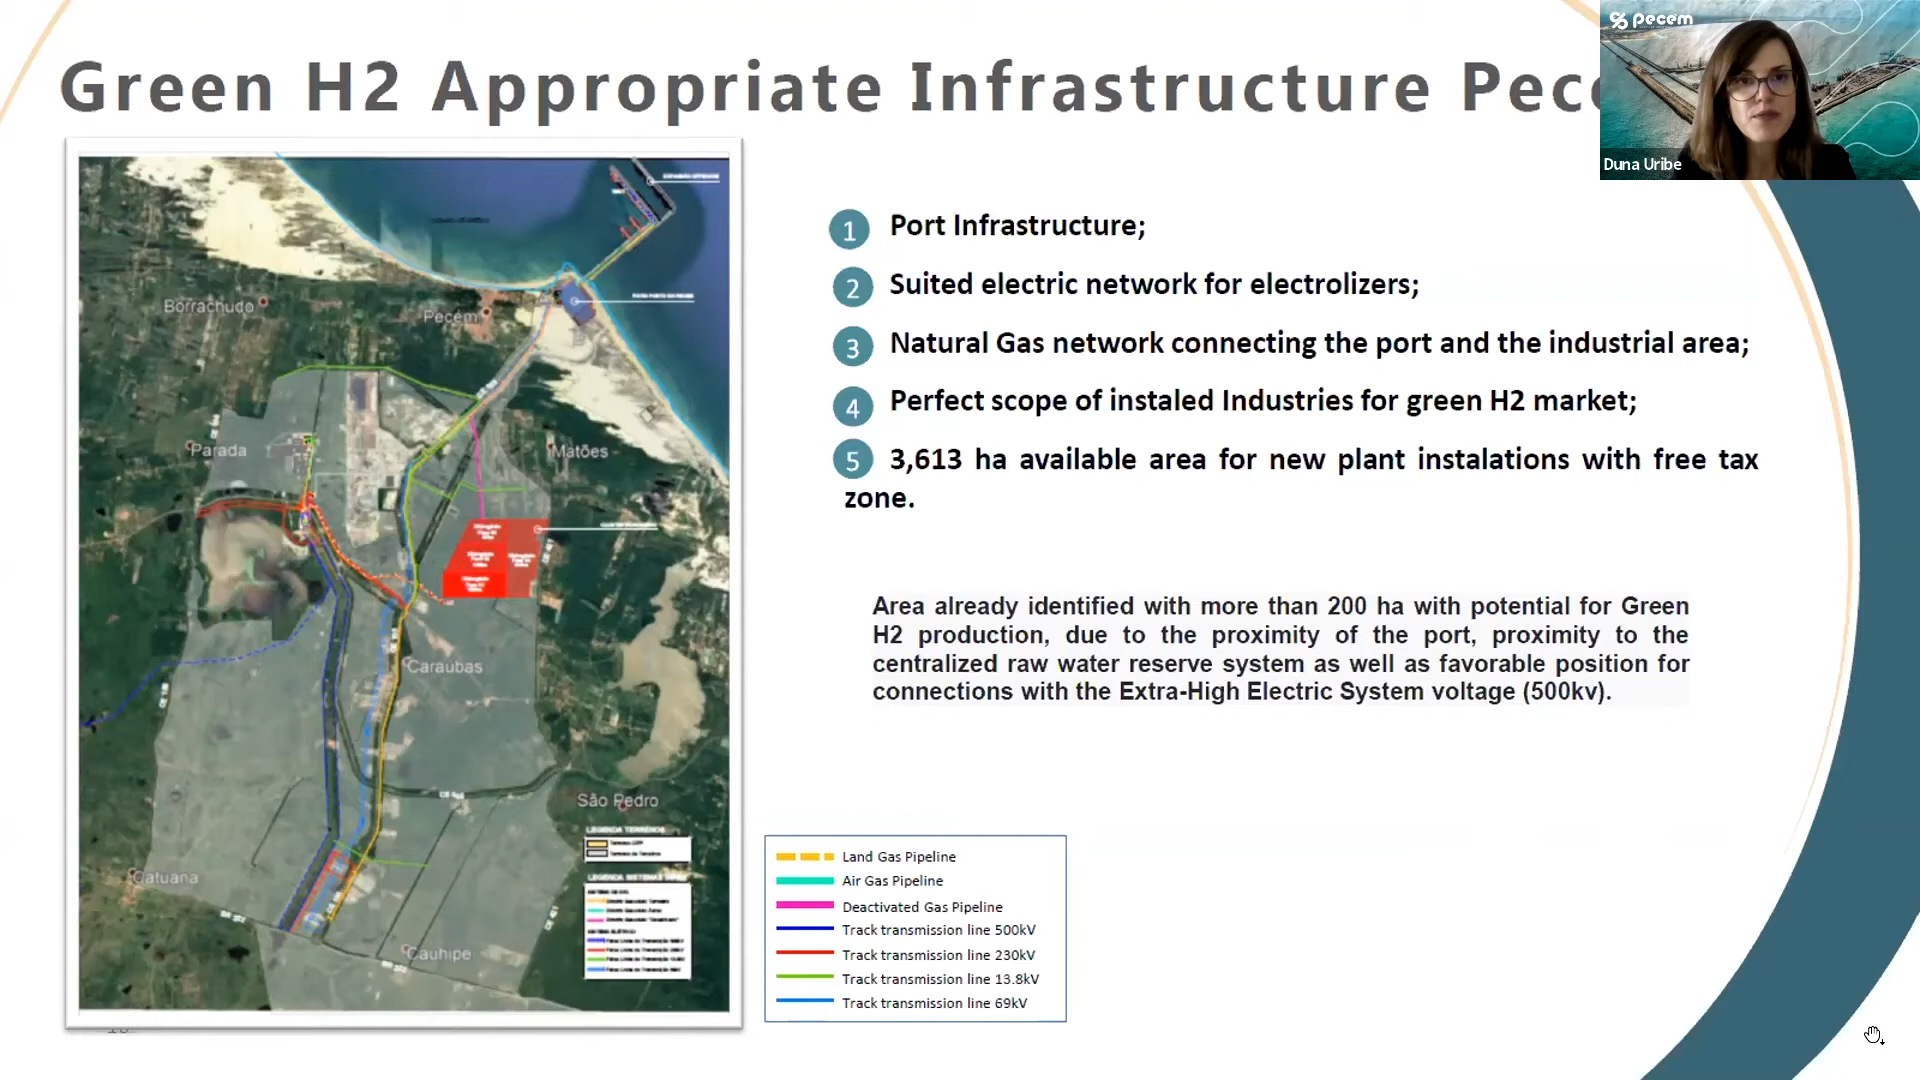 Green H2 Appropriate Infrastructure Pec
pecem
Duna Uribe
1 Port Infrastructure;
2 Suited electric network for electrolizers;
3 Natural Gas network connecting the port and the industrial area;
4 Perfect scope of instaled Industries for green H2 market;
5 3,613 ha available area for new plant instalations with free tax
zone.
Area already identified with more than 200 ha with potential for Green
H2 production, due to the proximity of the port, proximity to the
centralized raw water reserve system as well as favorable position for
connections with the Extra-High Electric System voltage (500kv).
Borrachudo
Pecém
Parada
Matões
Caraubas
São Pedro
Catuana
Cauhipe
LEGENDA TERRENOS
Land Gas Pipeline
Air Gas Pipeline
Deactivated Gas Pipeline
Track transmission line 500kV
Track transmission line 230kV
Track transmission line 13.8kV
Track transmission line 69kV